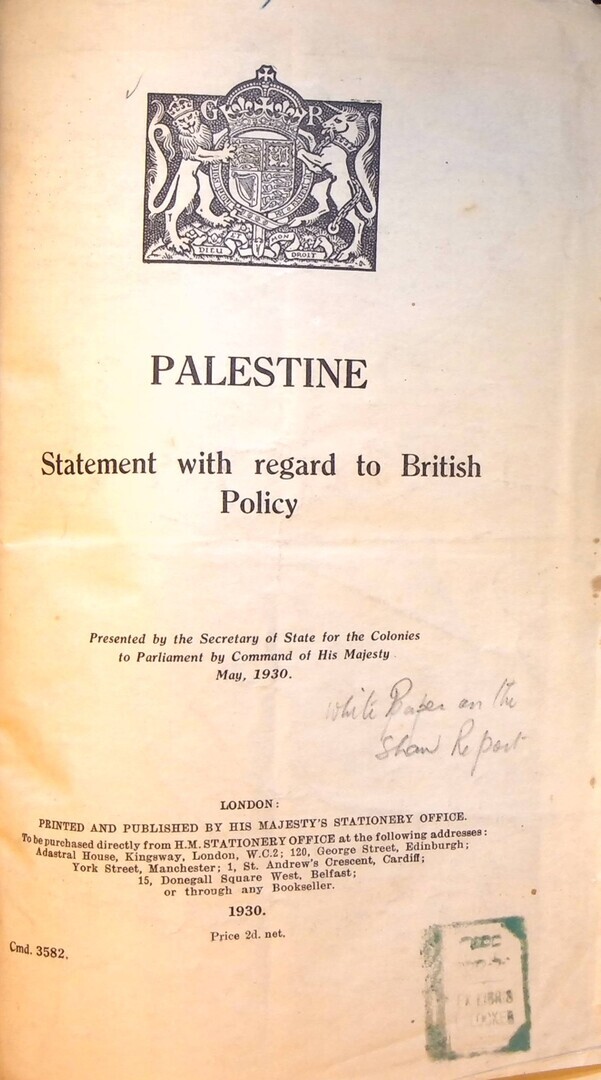 G R
DIEU ET MON DROIT
PALESTINE
Statement with regard to British
Policy
Presented by the Secretary of State for the Colonies
to Parliament by Command of His Majesty
May, 1930.
White Paper on the
Shaw Report
LONDON:
PRINTED AND PUBLISHED BY HIS MAJESTY'S STATIONERY OFFICE.
To be purchased directly from H.M. STATIONERY OFFICE at the following addresses:
Adastral House, Kingsway, London, W.C.2; 120, George Street, Edinburgh;
York Street, Manchester; 1, St. Andrew's Crescent, Cardiff;
15, Donegall Square West, Belfast;
or through any Bookseller.
1930.
Price 2d. net.
Cmd. 3582.
EX LIBRIS